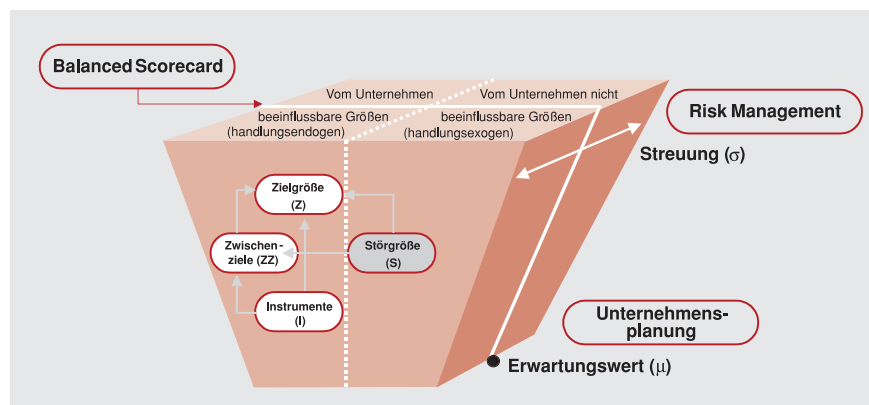 Balanced Scorecard
Vom Unternehmen
Vom Unternehmen nicht
beeinflussbare Größen
(handlungsendogen)
beeinflussbare Größen
(handlungsexogen)
Risk Management
Streuung (σ)
Zielgröße
(Z)
Zwischen-
ziele (ZZ)
Störgröße
(S)
Instrumente
(I)
Unternehmens-
planung
Erwartungswert (μ)